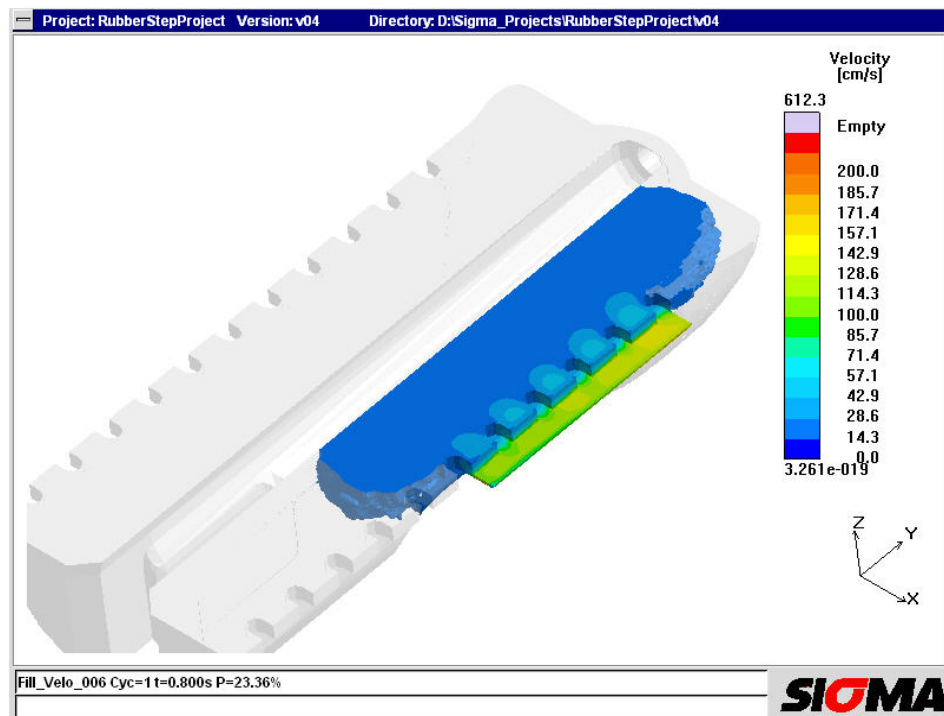 Project: RubberStepProject Version: v04 Directory: D:\Sigma_Projects\RubberStepProject\v04
Velocity
[cm/s]
612.3
Empty
200.0
185.7
171.4
157.1
142.9
128.6
114.3
100.0
85.7
71.4
57.1
42.9
28.6
14.3
0.0
3.261e-019
Z
Y
X
Fill_Velo_006 Cyc=1 t=0.800s P=23.36%
SIGMA